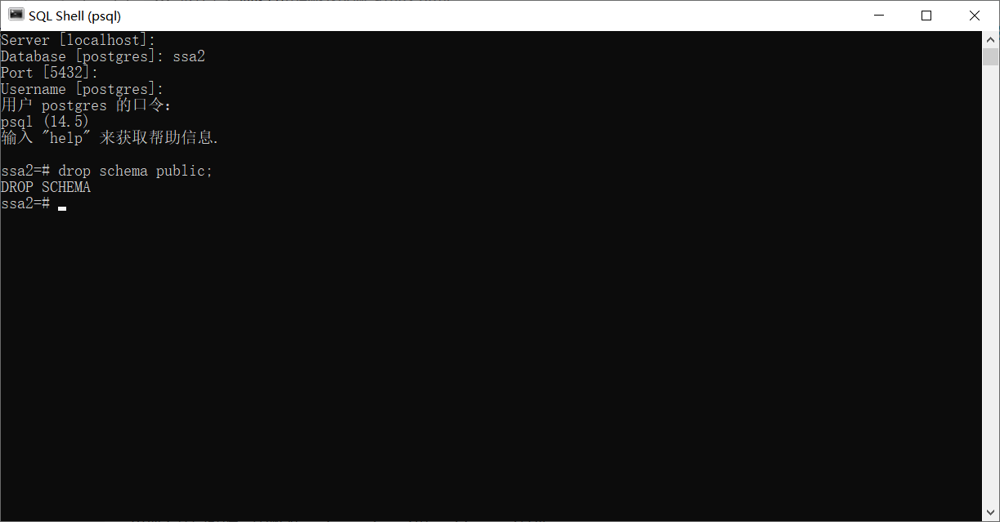 SQL Shell (psql)
Server [localhost]:
Database [postgres]: ssa2
Port [5432]:
Username [postgres]:
用户 postgres 的口令:
psql (14.5)
输入 "help" 来获取帮助信息.
ssa2=# drop schema public;
DROP SCHEMA
ssa2=#